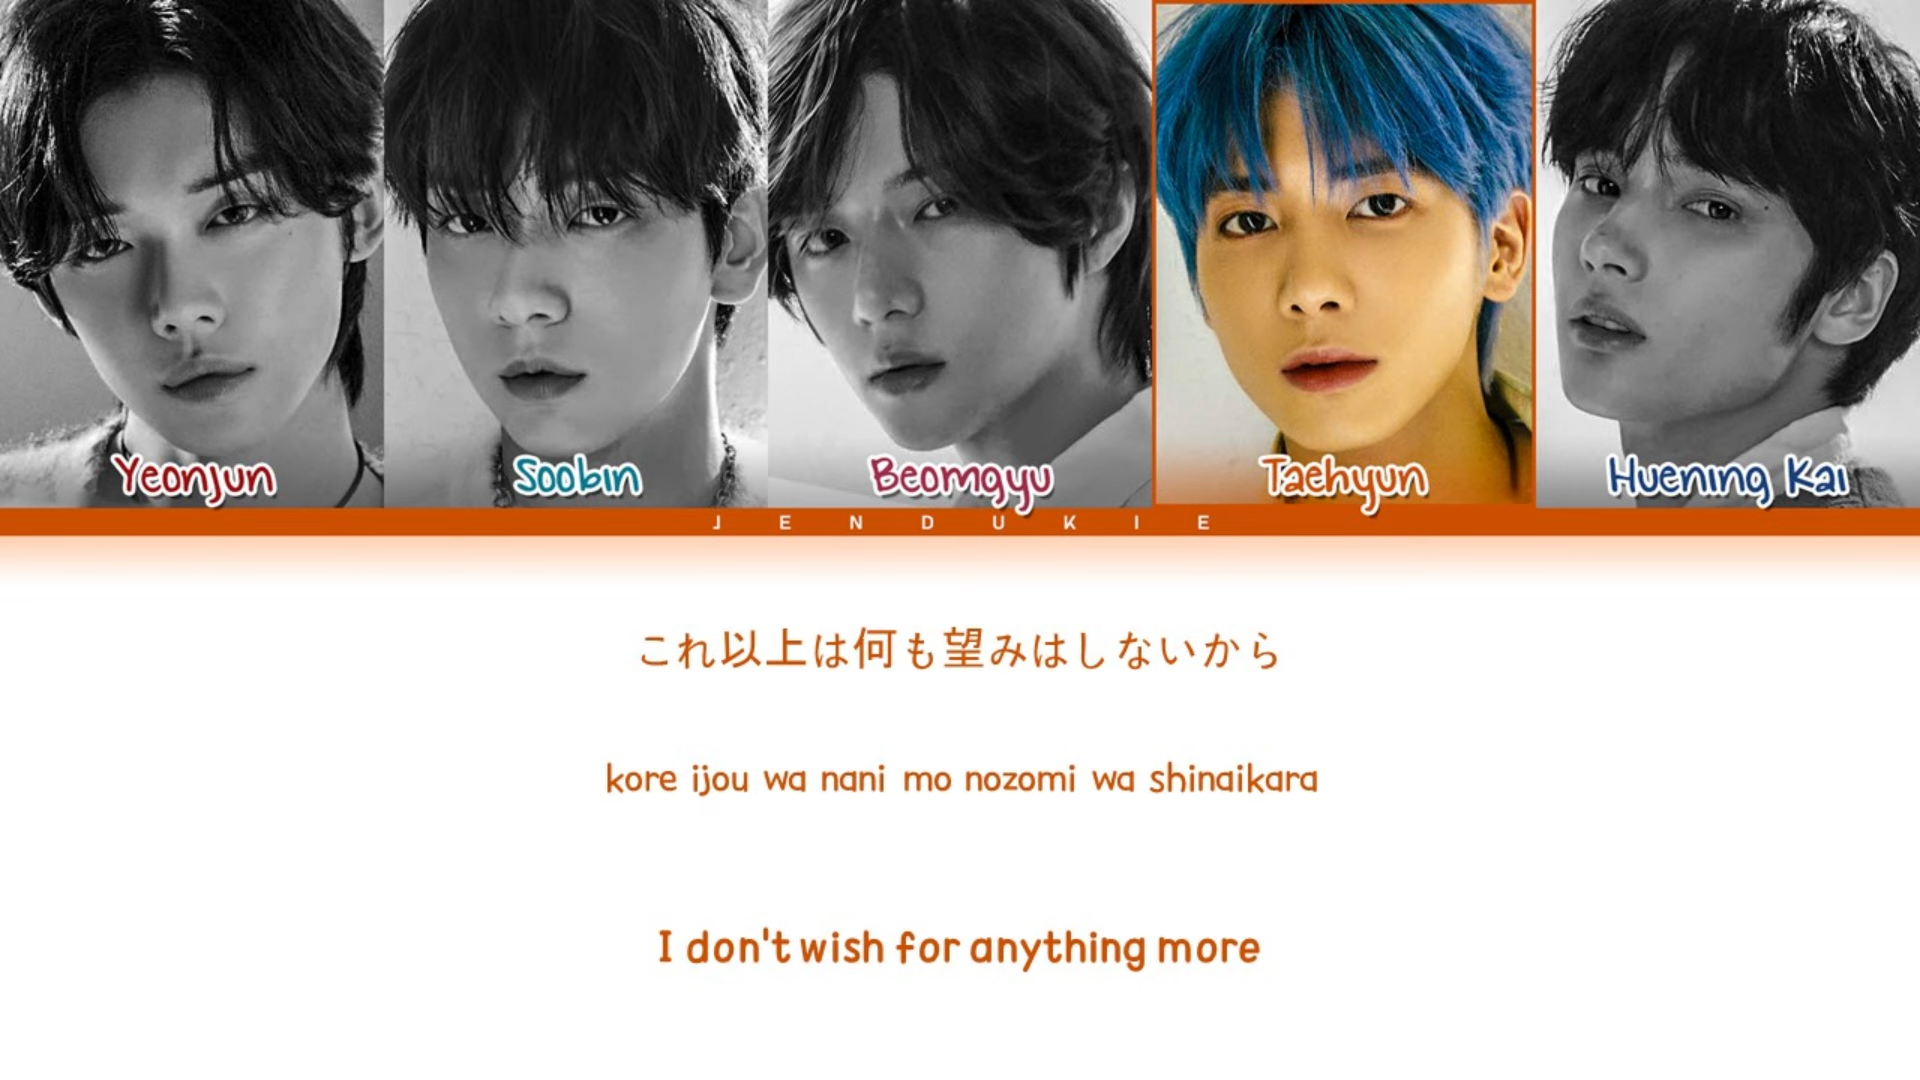 Yeonjun Soobin Beomgyu Taehyun Huening Kai
JENDUKIE
これ以上は何も望みはしないから
kore ijou wa nani mo nozomi wa shinaikara
I don't wish for anything more